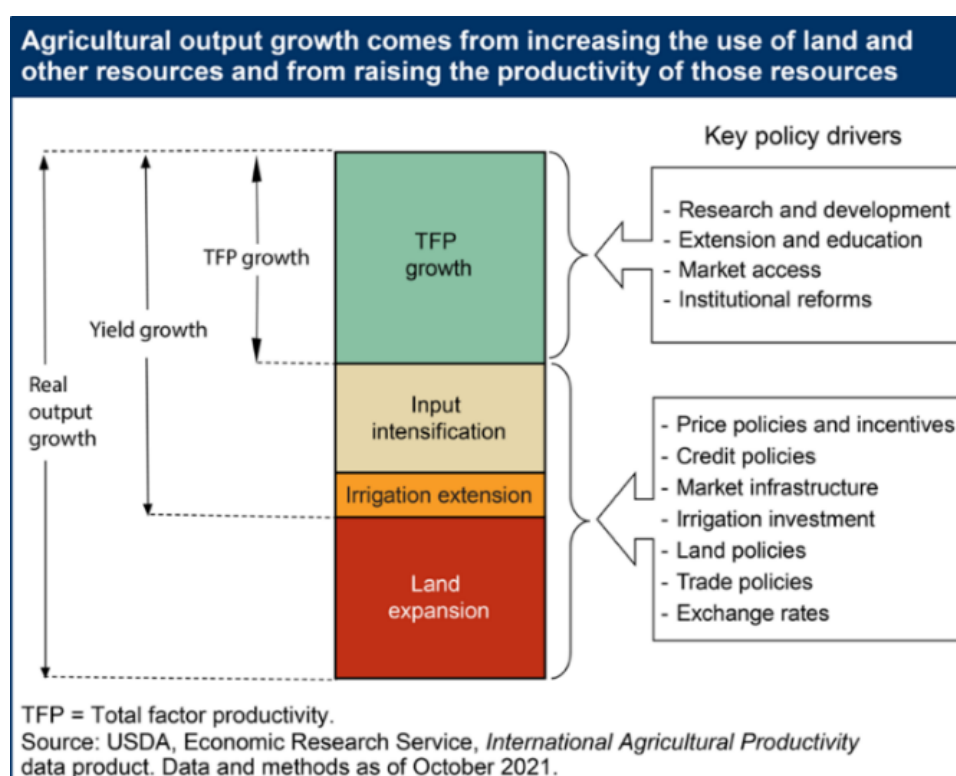 Agricultural output growth comes from increasing the use of land and
other resources and from raising the productivity of those resources
Key policy drivers
TFP growth
Yield growth
Real
output
growth
TFP
growth
Input
intensification
Irrigation extension
Land
expansion
- Research and development
- Extension and education
- Market access
- Institutional reforms
- Price policies and incentives
- Credit policies
- Market infrastructure
- Irrigation investment
- Land policies
- Trade policies
- Exchange rates
TFP = Total factor productivity.
Source: USDA, Economic Research Service, International Agricultural Productivity
data product. Data and methods as of October 2021.